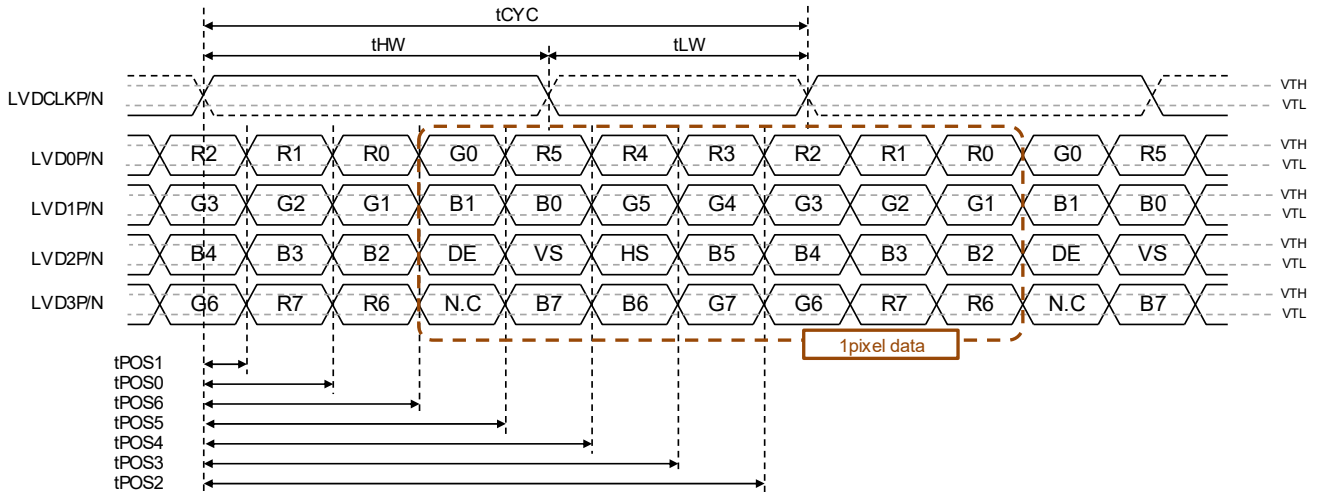 tCYC
tHW tLW
LVDCLKP/N VTH
VTL
LVD0P/N R2 R1 R0 G0 R5 R4 R3 R2 R1 R0 G0 R5 VTH
VTL
LVD1P/N G3 G2 G1 B1 B0 G5 G4 G3 G2 G1 B1 B0 VTH
VTL
LVD2P/N B4 B3 B2 DE VS HS B5 B4 B3 B2 DE VS VTH
VTL
LVD3P/N G6 R7 R6 N.C B7 B6 G7 G6 R7 R6 N.C B7 VTH
VTL
1pixel data
tPOS1
tPOS0
tPOS6
tPOS5
tPOS4
tPOS3
tPOS2